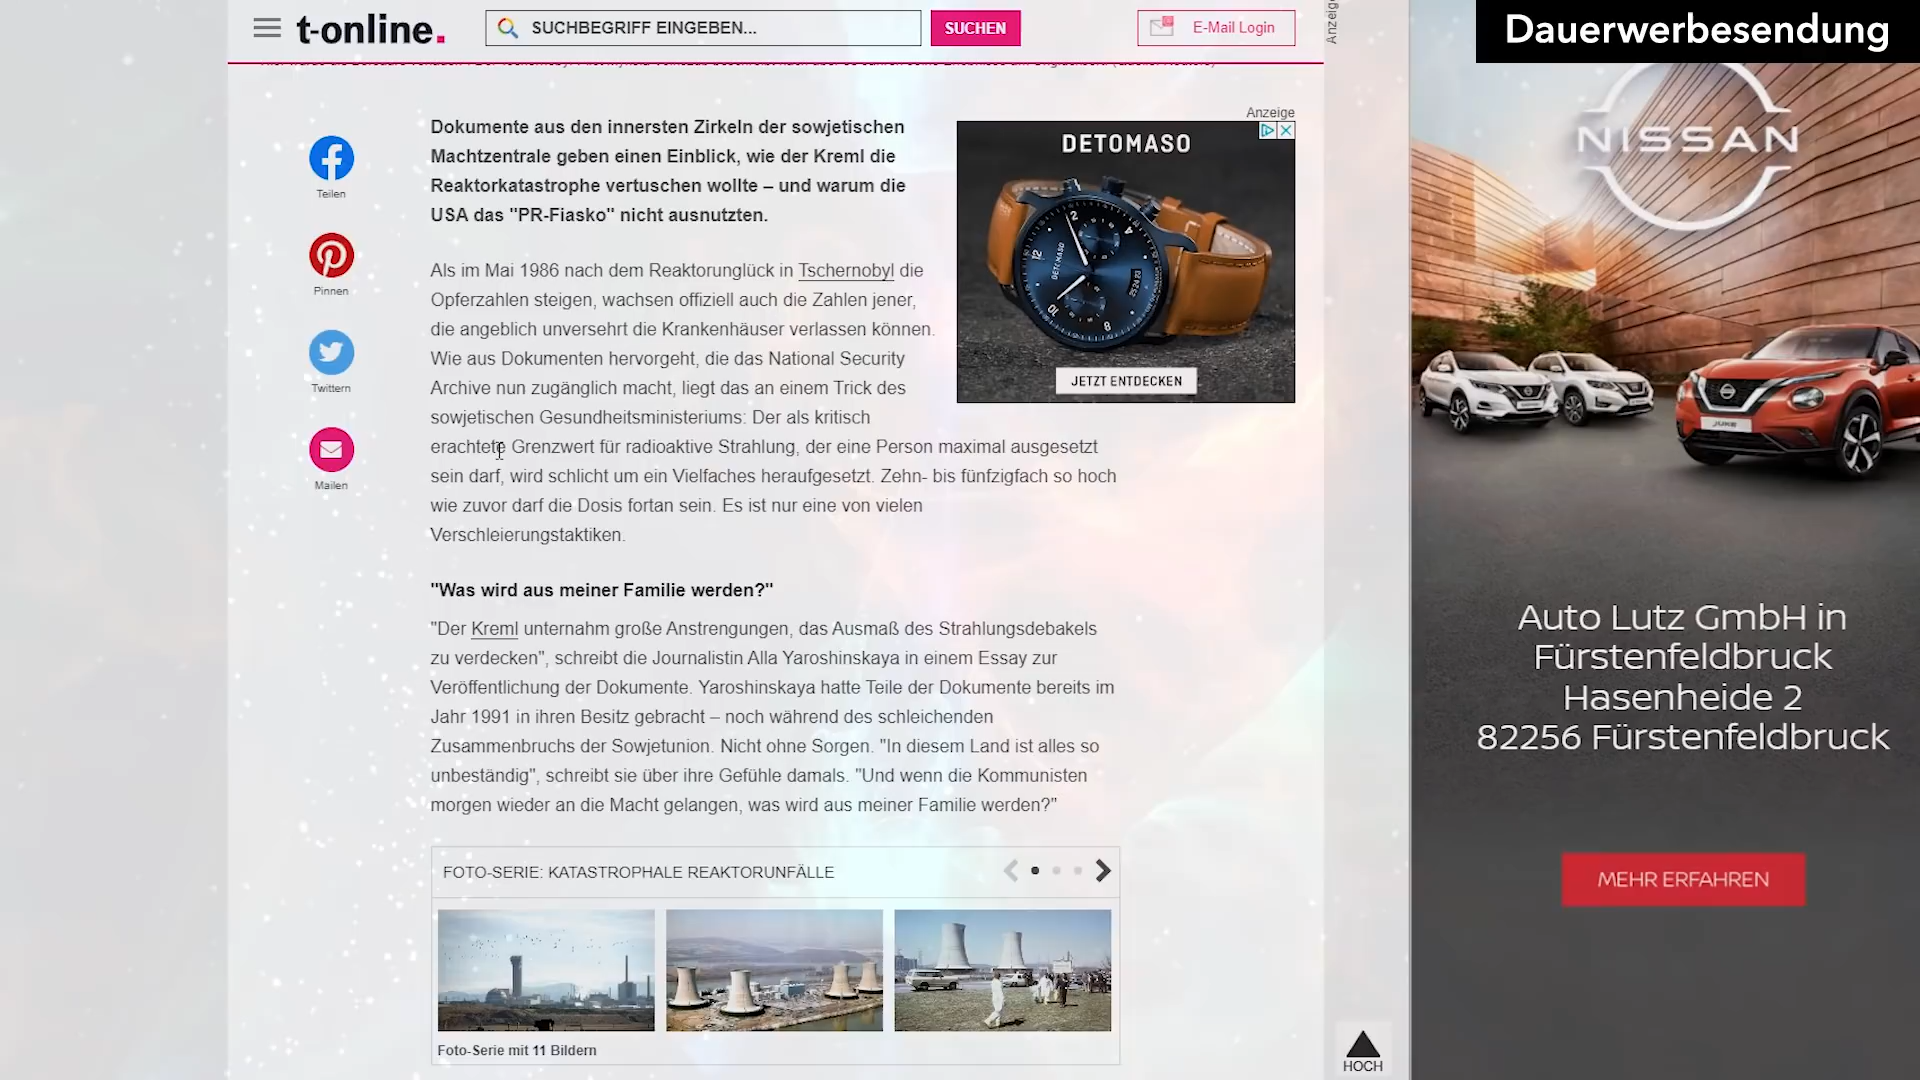 t-online.
SUCHBEGRIFF EINGEBEN...
SUCHEN
E-Mail Login
Anzeige
Dauerwerbesendung
Teilen
Pinnen
Twittern
Mailen
Dokumente aus den innersten Zirkeln der sowjetischen
Machtzentrale geben einen Einblick, wie der Kreml die
Reaktorkatastrophe vertuschen wollte – und warum die
USA das "PR-Fiasko" nicht ausnutzten.
Als im Mai 1986 nach dem Reaktorunglück in Tschernobyl die
Opferzahlen steigen, wachsen offiziell auch die Zahlen jener,
die angeblich unversehrt die Krankenhäuser verlassen können.
Wie aus Dokumenten hervorgeht, die das National Security
Archive nun zugänglich macht, liegt das an einem Trick des
sowjetischen Gesundheitsministeriums: Der als kritisch
erachtete Grenzwert für radioaktive Strahlung, der eine Person maximal ausgesetzt
sein darf, wird schlicht um ein Vielfaches heraufgesetzt. Zehn- bis fünfzigfach so hoch
wie zuvor darf die Dosis fortan sein. Es ist nur eine von vielen
Verschleierungstaktiken.
"Was wird aus meiner Familie werden?"
"Der Kreml unternahm große Anstrengungen, das Ausmaß des Strahlungsdebakels
zu verdecken", schreibt die Journalistin Alla Yaroshinskaya in einem Essay zur
Veröffentlichung der Dokumente. Yaroshinskaya hatte Teile der Dokumente bereits im
Jahr 1991 in ihren Besitz gebracht – noch während des schleichenden
Zusammenbruchs der Sowjetunion. Nicht ohne Sorgen. "In diesem Land ist alles so
unbeständig", schreibt sie über ihre Gefühle damals. "Und wenn die Kommunisten
morgen wieder an die Macht gelangen, was wird aus meiner Familie werden?"
FOTO-SERIE: KATASTROPHALE REAKTORUNFÄLLE
Foto-Serie mit 11 Bildern
Anzeige
DETOMASO
JETZT ENTDECKEN
HOCH
NISSAN
JUKE
Auto Lutz GmbH in
Fürstenfeldbruck
Hasenheide 2
82256 Fürstenfeldbruck
MEHR ERFAHREN